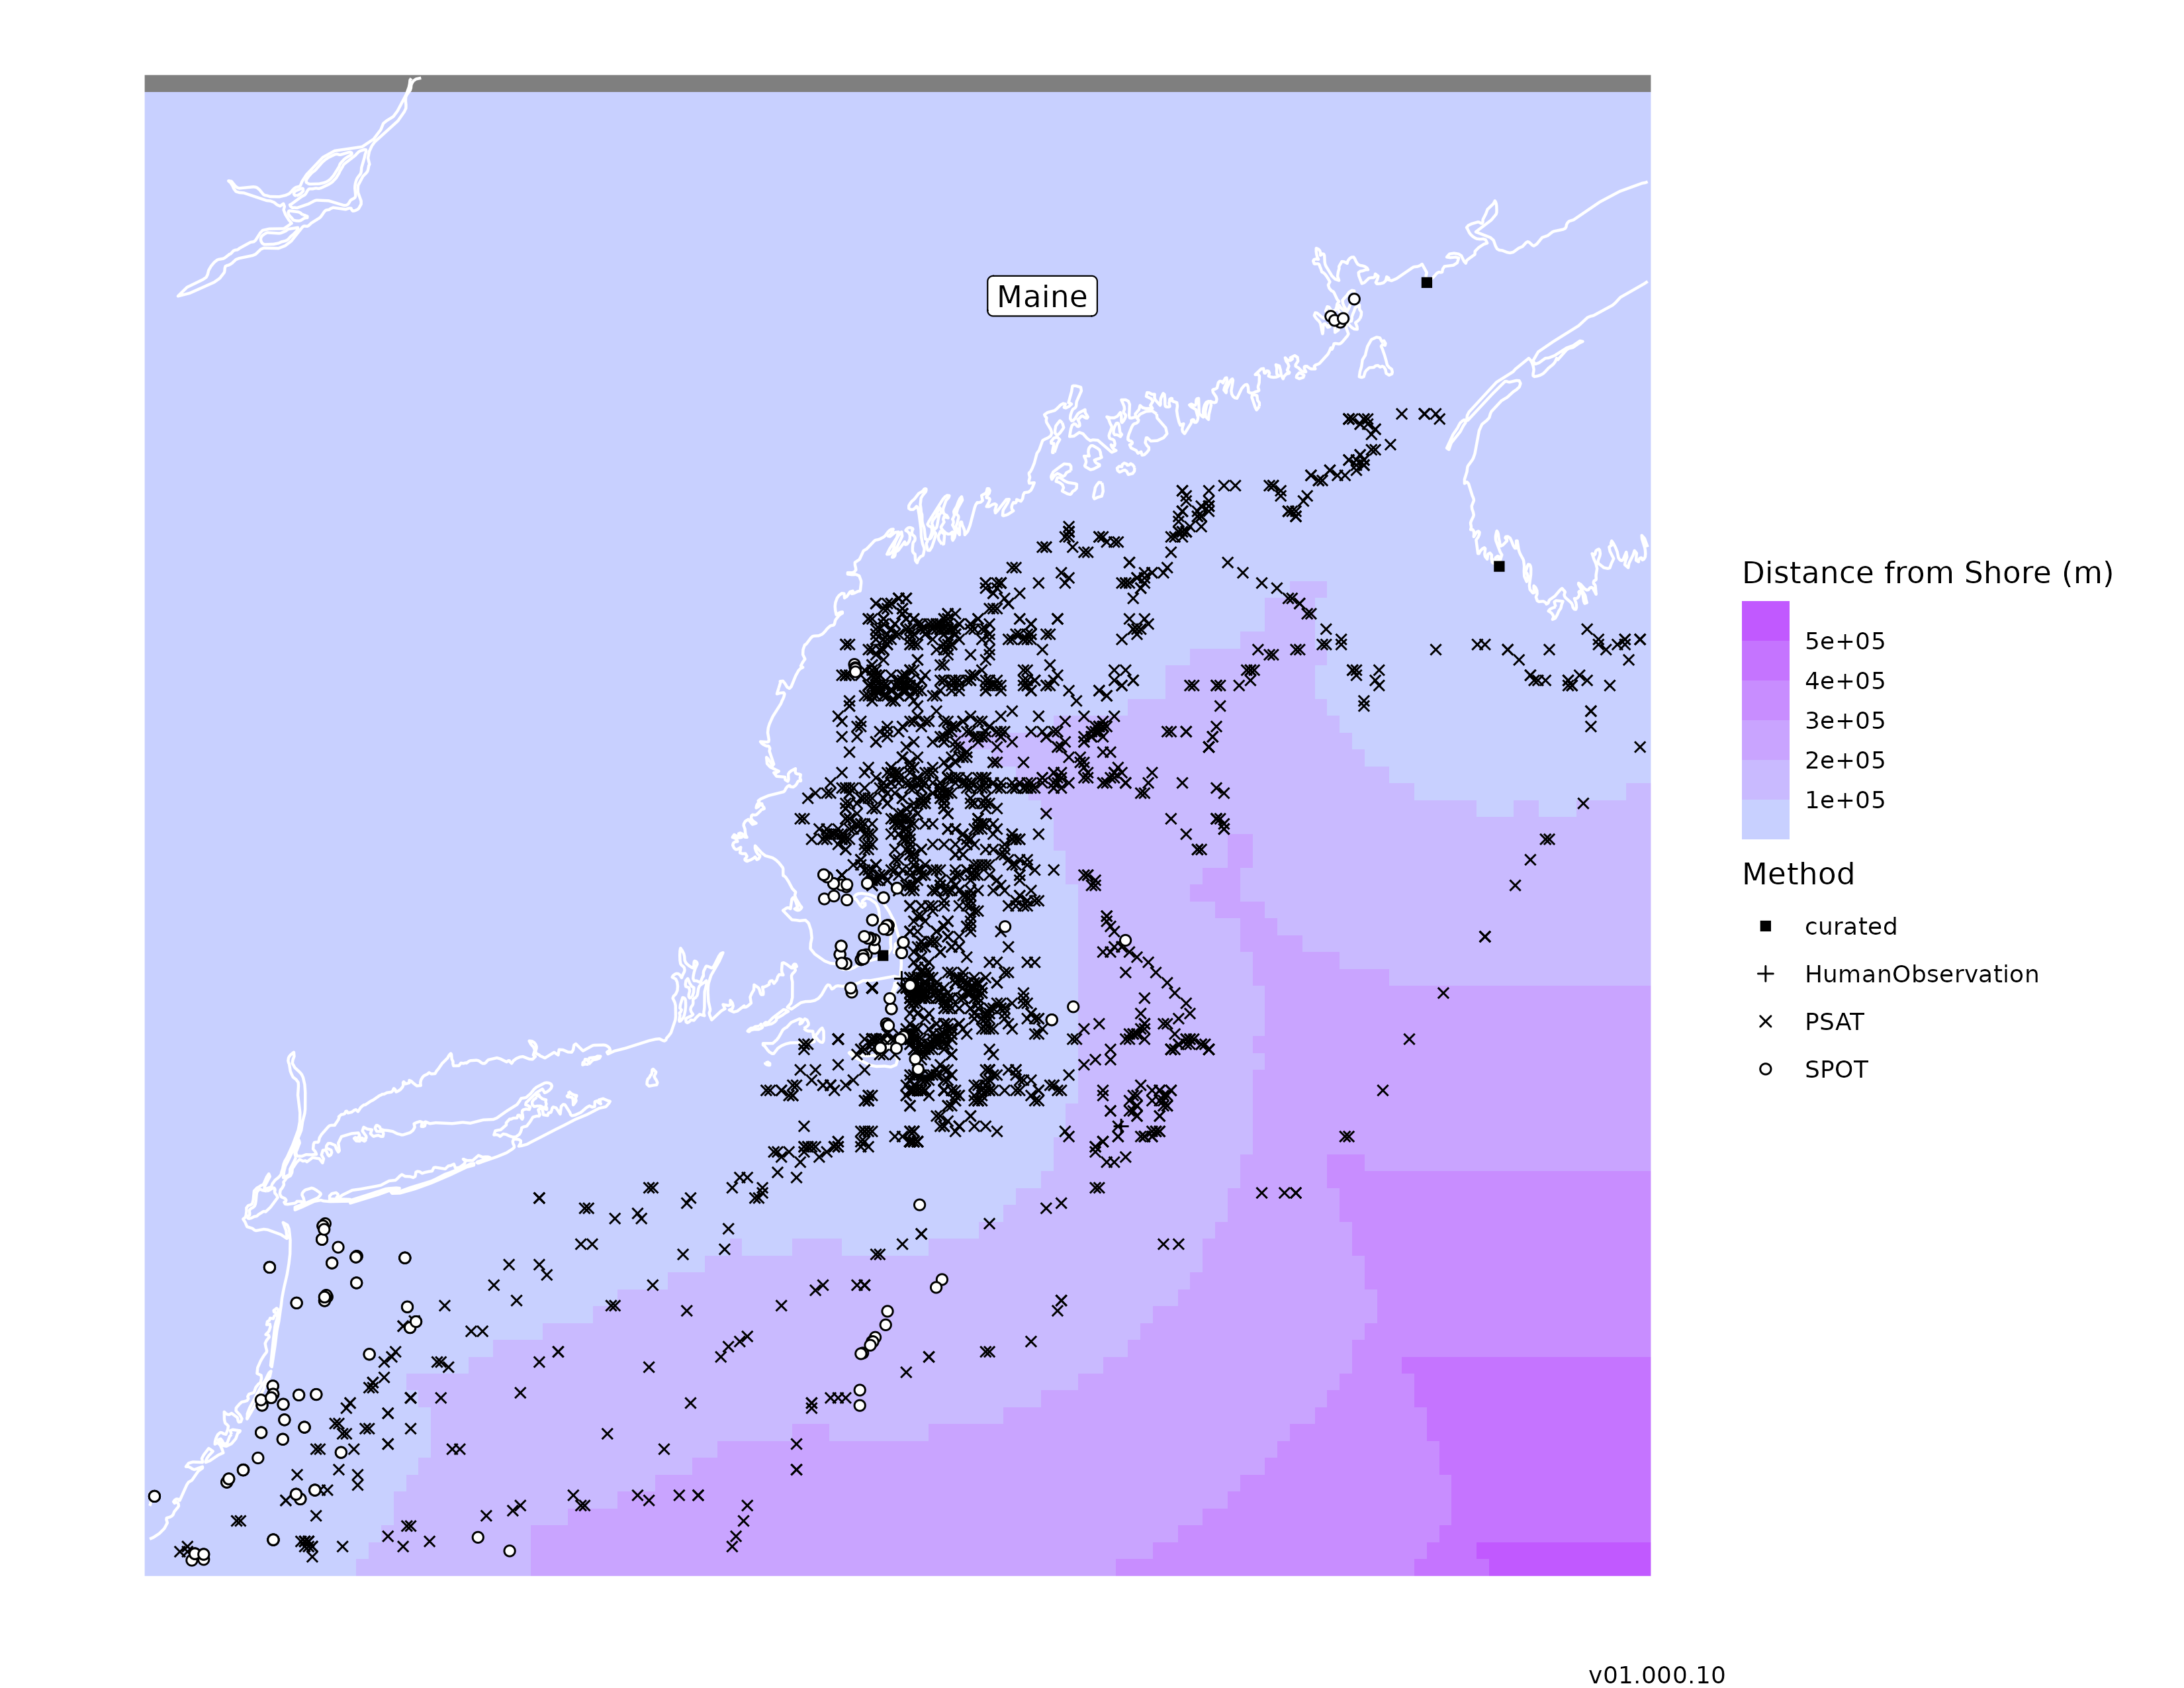 Maine
Distance from Shore (m)
5e+05
4e+05
3e+05
2e+05
1e+05
Method
curated
HumanObservation
PSAT
SPOT
v01.000.10